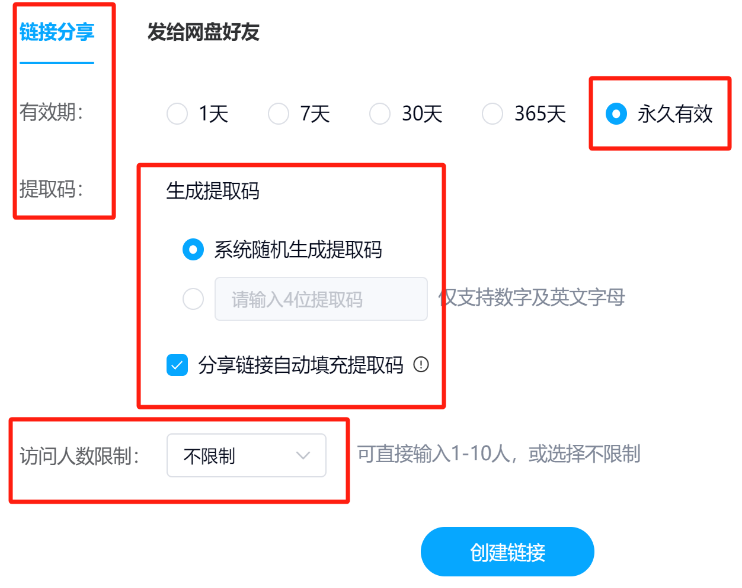 链接分享 发给网盘好友
有效期： 1天 7天 30天 365天 永久有效
提取码： 生成提取码
系统随机生成提取码
请输入4位提取码 仅支持数字及英文字母
分享链接自动填充提取码
访问人数限制： 不限制 可直接输入1-10人，或选择不限制
创建链接